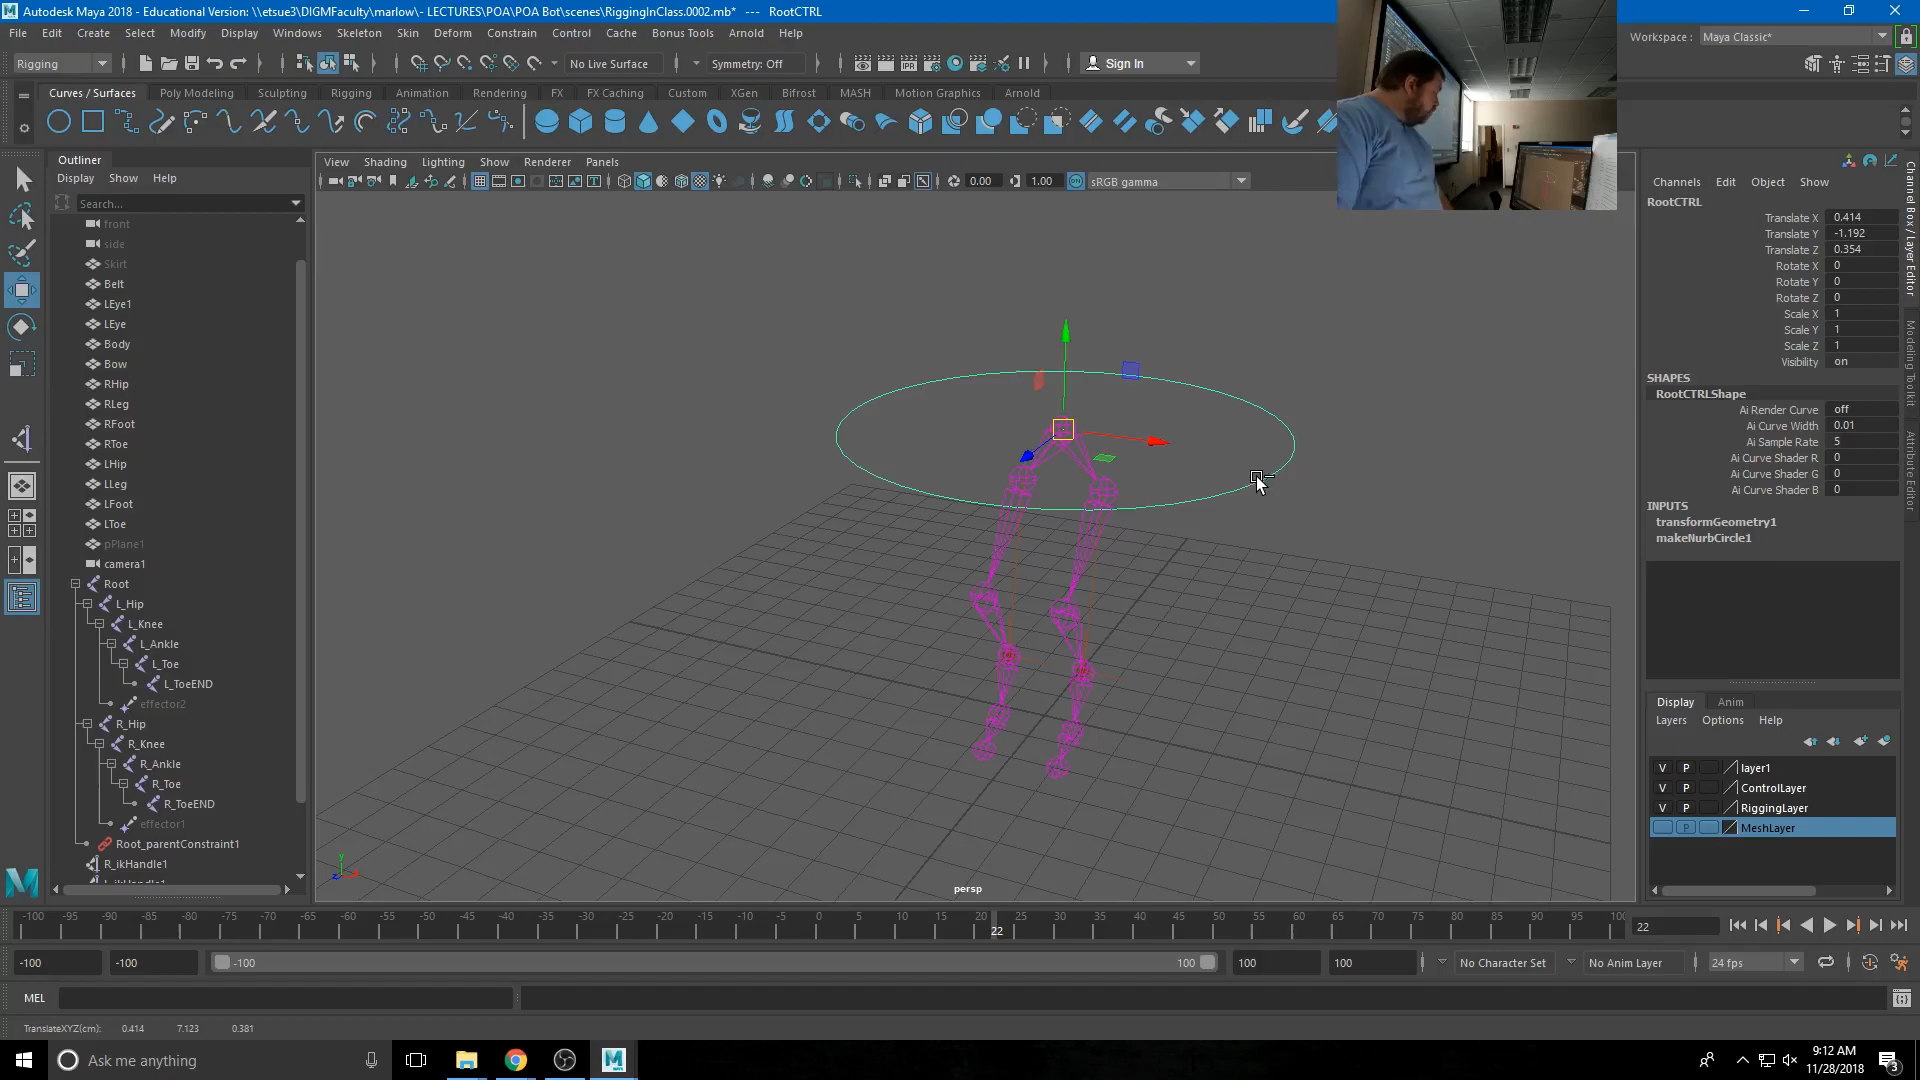 Autodesk Maya 2018 - Educational Version: \\etsue3\DIGMFaculty\marlow\- LECTURES\POA\POA Bot\scenes\RiggingInClass.0002.mb* --- RootCTRL
File Edit Create Select Modify Display Windows Skeleton Skin Deform Constrain Control Cache Bonus Tools Arnold Help
Workspace : Maya Classic*
Rigging No Live Surface Symmetry: Off Sign In
Curves / Surfaces Poly Modeling Sculpting Rigging Animation Rendering FX FX Caching Custom XGen Bifrost MASH Motion Graphics Arnold
IPR
Outliner
Display Show Help
Search...
front
side
Skirt
Belt
LEye1
LEye
Body
Bow
RHip
RLeg
RFoot
RToe
LHip
LLeg
LFoot
LToe
pPlane1
camera1
Root
L_Hip
L_Knee
L_Ankle
L_Toe
L_ToeEND
effector2
R_Hip
R_Knee
R_Ankle
R_Toe
R_ToeEND
effector1
Root_parentConstraint1
R_ikHandle1
View Shading Lighting Show Renderer Panels
0.00 1.00 sRGB gamma
y
persp
Channels Edit Object Show
RootCTRL
Translate X 0.414
Translate Y -1.192
Translate Z 0.354
Rotate X 0
Rotate Y 0
Rotate Z 0
Scale X 1
Scale Y 1
Scale Z 1
Visibility on
SHAPES
RootCTRLShape
Ai Render Curve off
Ai Curve Width 0.01
Ai Sample Rate 5
Ai Curve Shader R 0
Ai Curve Shader G 0
Ai Curve Shader B 0
INPUTS
transformGeometry1
makeNurbCircle1
Display Anim
Layers Options Help
V P layer1
V P ControlLayer
V P RiggingLayer
P MeshLayer
Channel Box / Layer Editor
Modeling Toolkit
Attribute Editor
-100 -95 -90 -85 -80 -75 -70 -65 -60 -55 -50 -45 -40 -35 -30 -25 -20 -15 -10 -5 0 5 10 15 20 25 30 35 40 45 50 55 60 65 70 75 80 85 90 95 100
22
22
-100 -100 -100 100 100 100 No Character Set No Anim Layer 24 fps
MEL
TranslateXYZ(cm): 0.414 7.123 0.381
Ask me anything
9:12 AM
11/28/2018
3